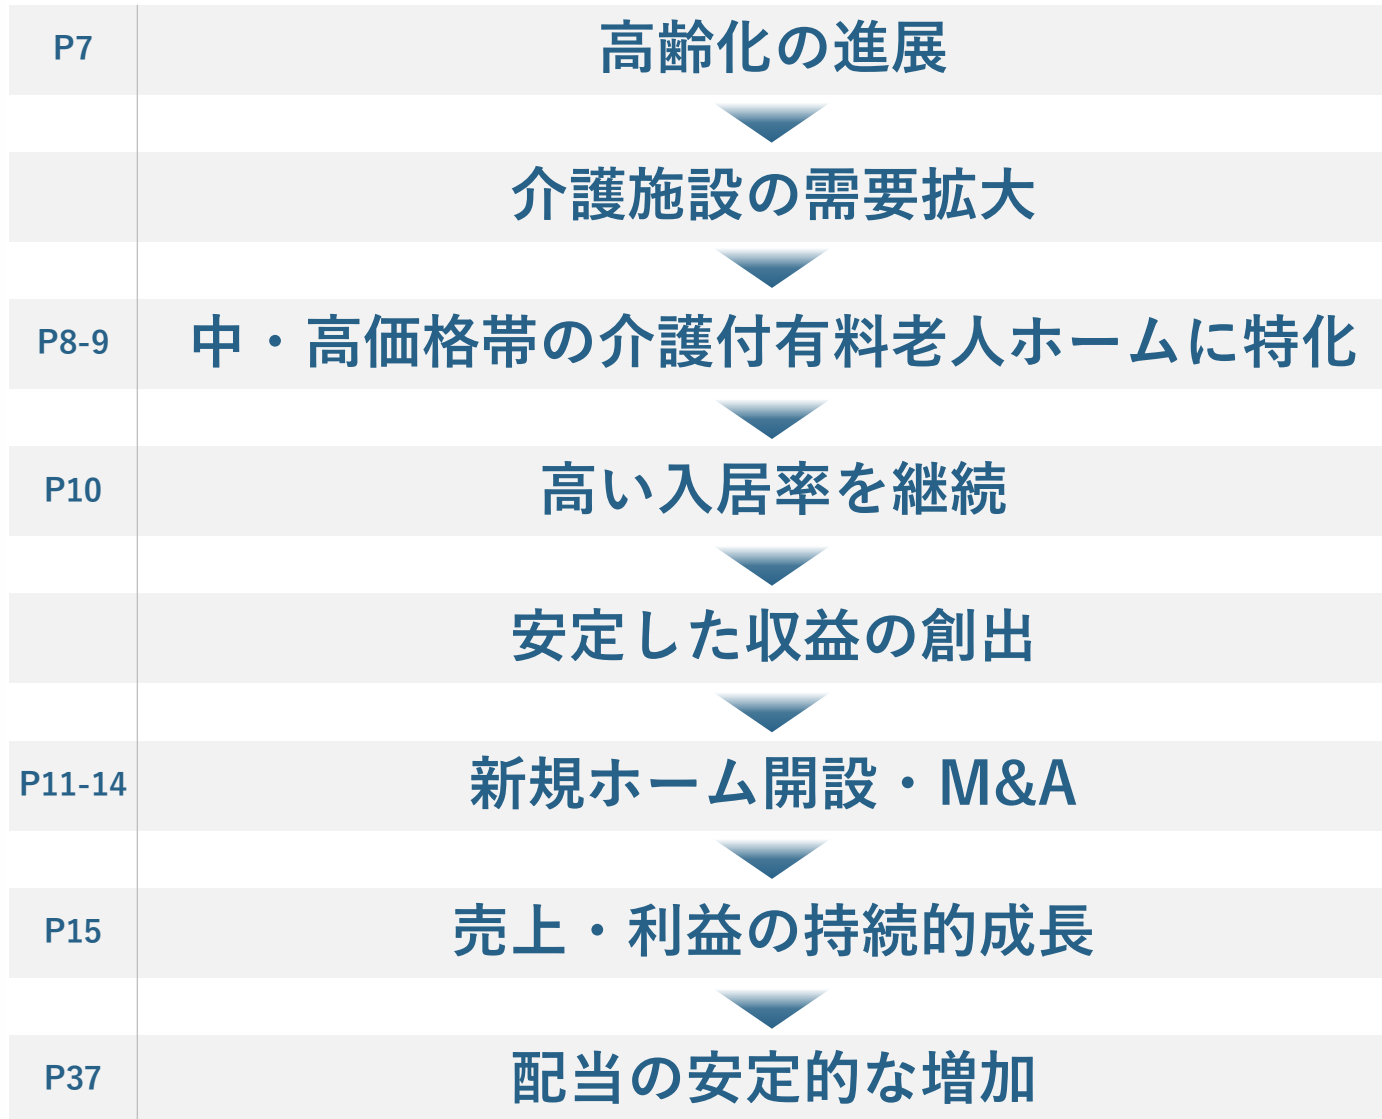 P7
高齢化の進展
介護施設の需要拡大
P8-9
中・高価格帯の介護付有料老人ホームに特化
P10
高い入居率を継続
安定した収益の創出
P11-14
新規ホーム開設・M&A
P15
売上・利益の持続的成長
P37
配当の安定的な増加